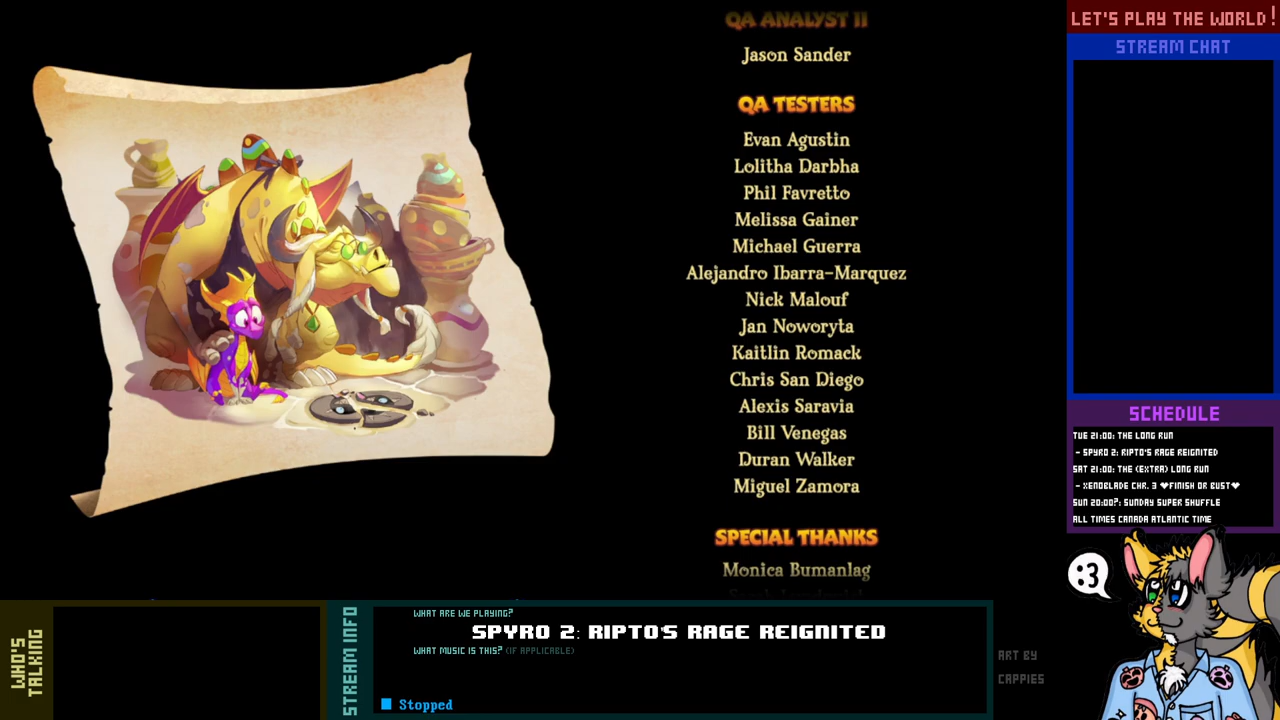 QA ANALYST II
Jason Sander
QA TESTERS
Evan Agustin
Lolitha Darbha
Phil Favretto
Melissa Gainer
Michael Guerra
Alejandro Ibarra-Marquez
Nick Malouf
Jan Noworyta
Kaitlin Romack
Chris San Diego
Alexis Saravia
Bill Venegas
Duran Walker
Miguel Zamora
SPECIAL THANKS
Monica Bumanlag
LET'S PLAY THE WORLD!
STREAM CHAT
SCHEDULE
TUE 21:00: THE LONG RUN
- SPYRO 2: RIPTO'S RAGE REIGNITED
SAT 21:00: THE (EXTRA) LONG RUN
- XENOBLADE CHR. 3 ♥FINISH OR BUST♥
SUN 20:00?: SUNDAY SUPER SHUFFLE
ALL TIMES CANADA ATLANTIC TIME
:3
WHO'S
TALKING
STREAM INFO
WHAT ARE WE PLAYING?
SPYRO 2: RIPTO'S RAGE REIGNITED
WHAT MUSIC IS THIS? (IF APPLICABLE)
Stopped
ART BY
CAPPIES